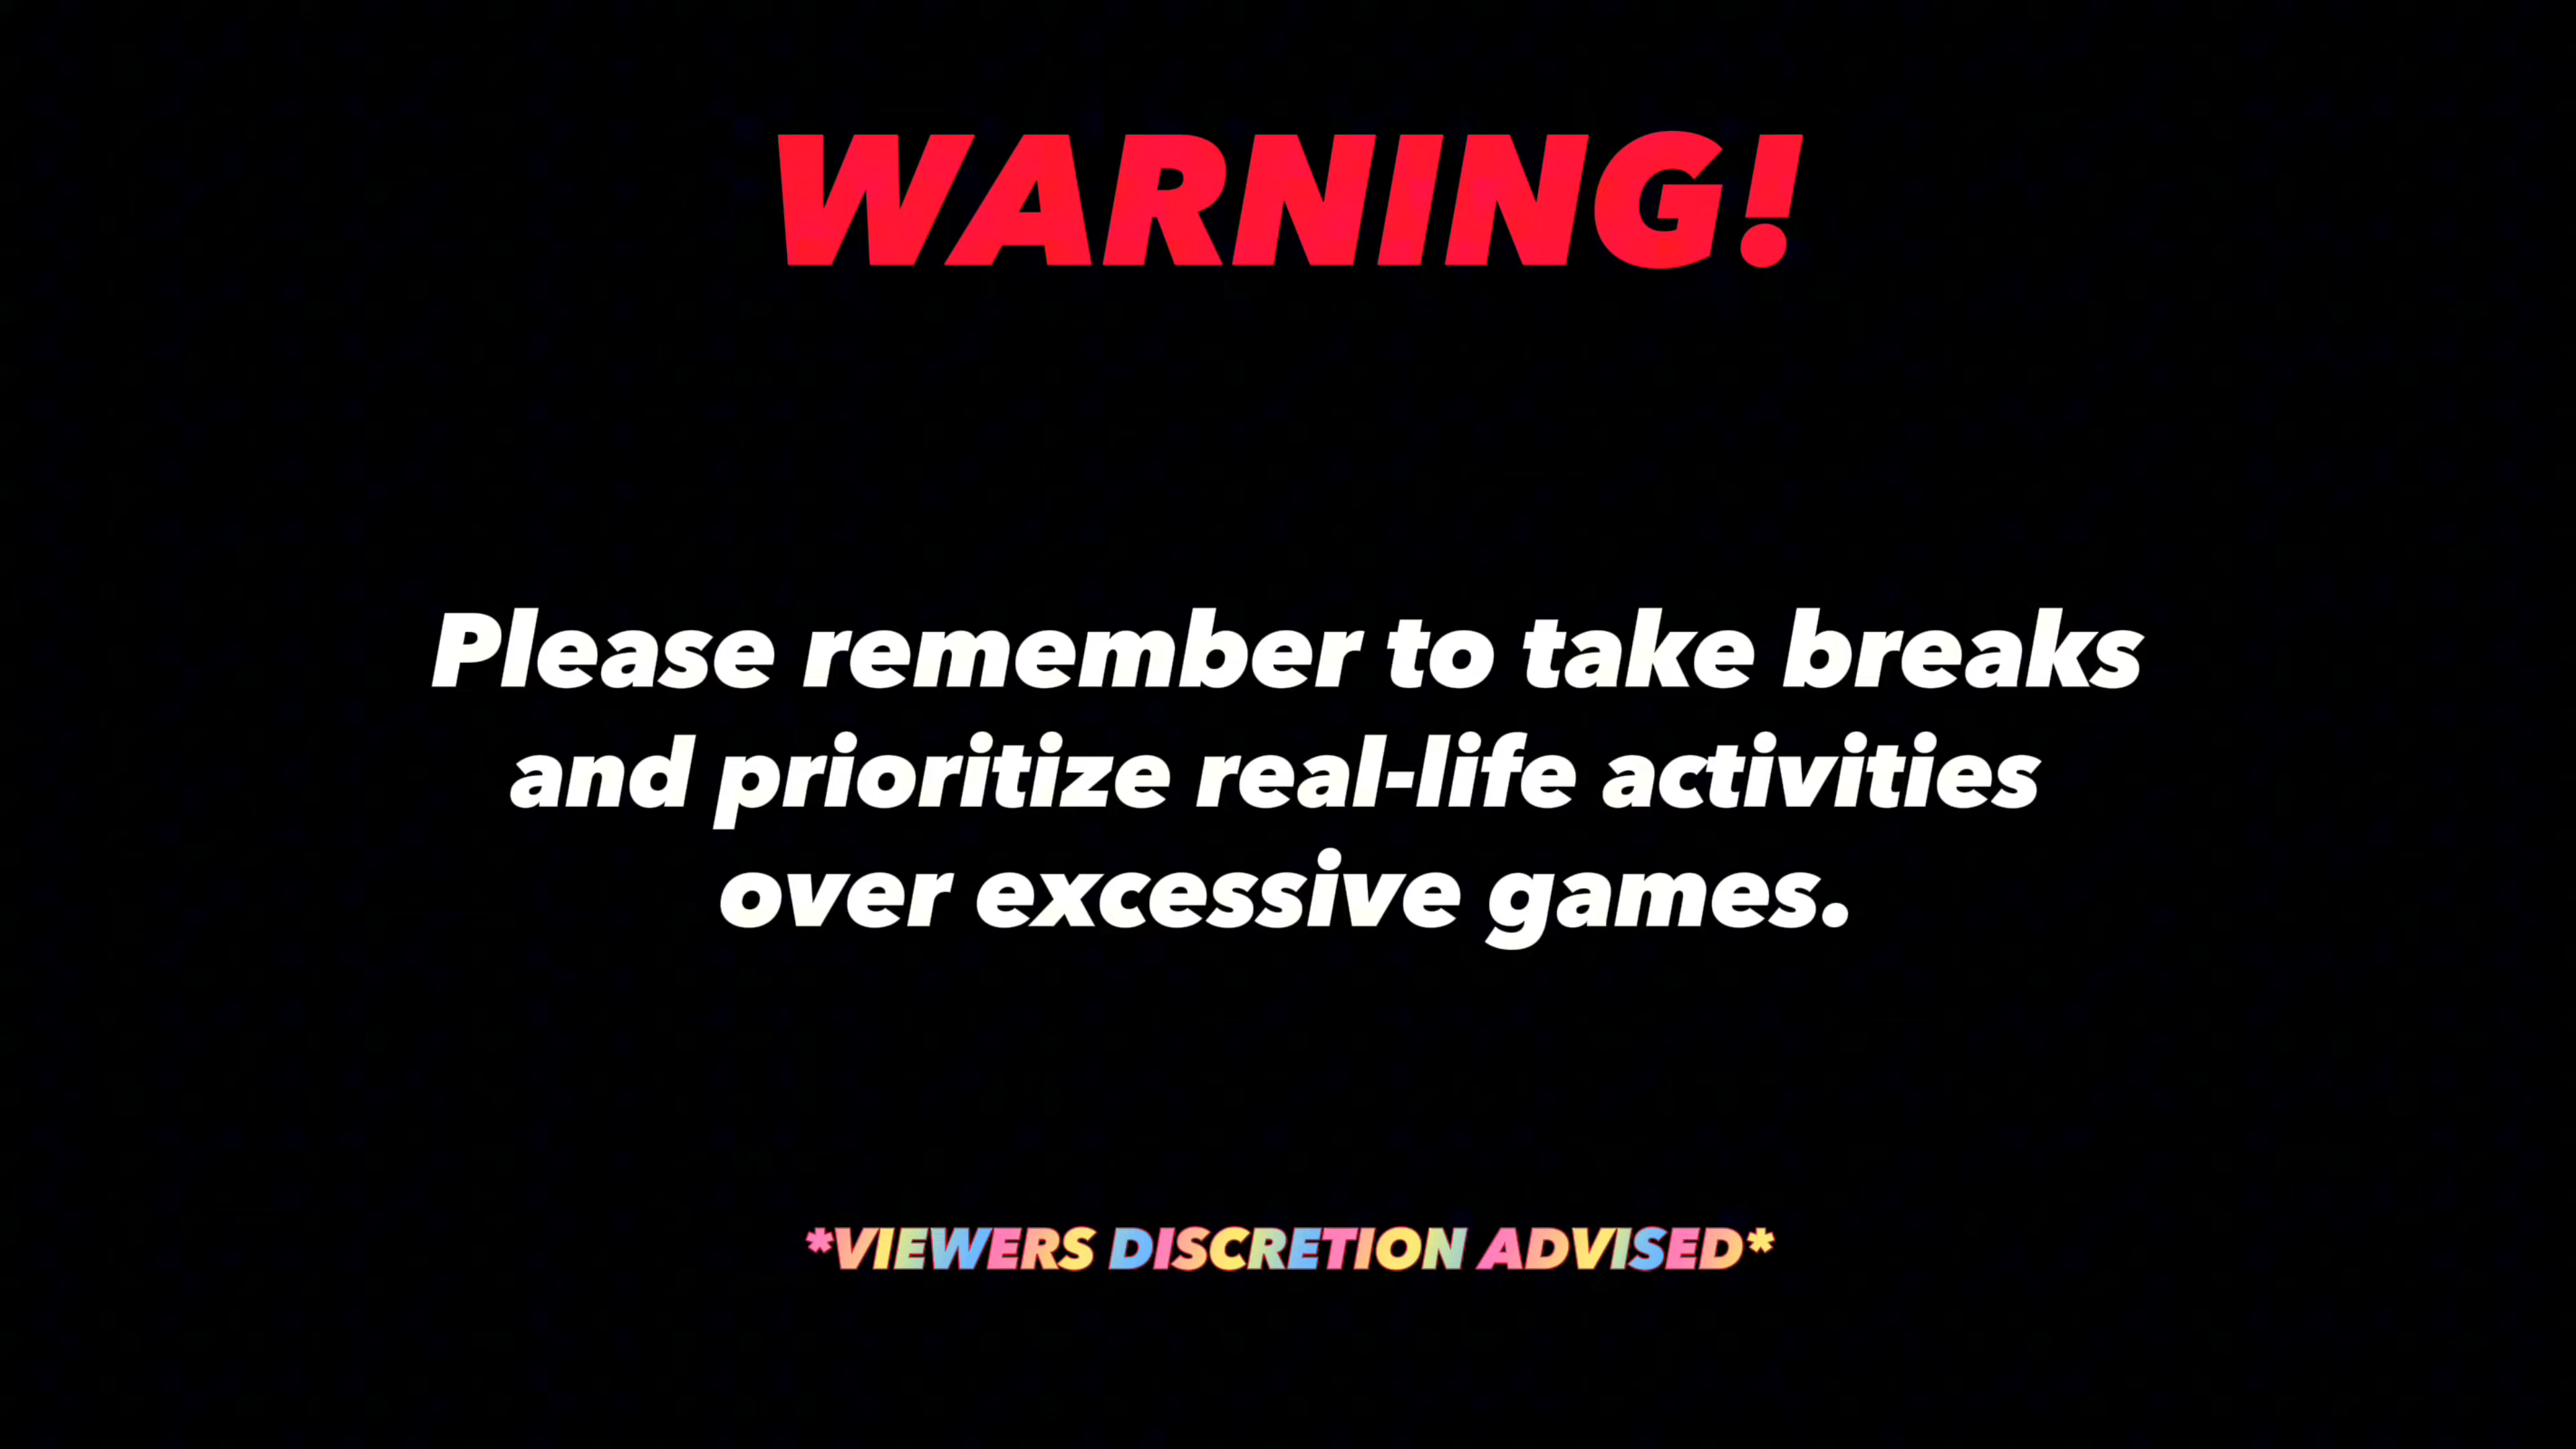 WARNING!
Please remember to take breaks
and prioritize real-life activities
over excessive games.
*VIEWERS DISCRETION ADVISED*